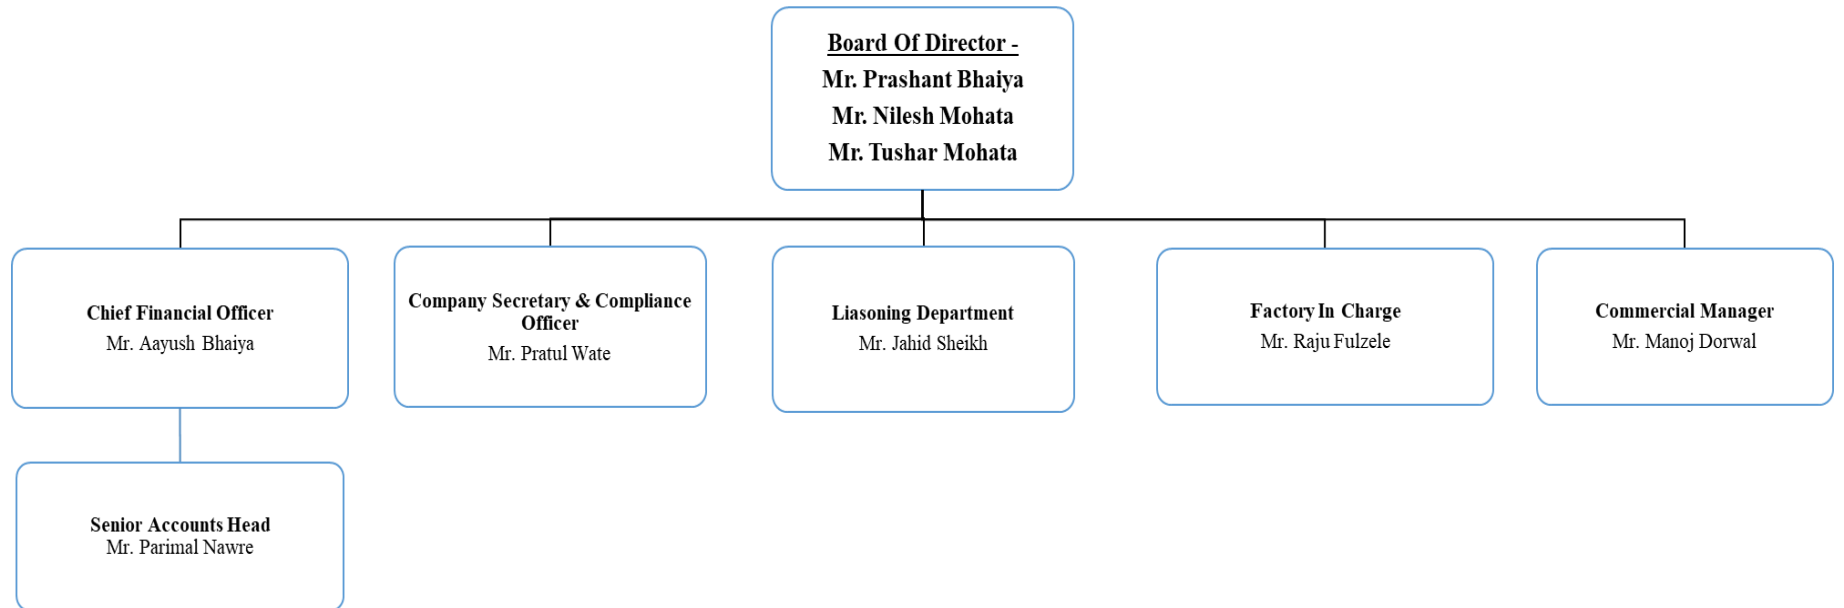 Board Of Director -
Mr. Prashant Bhaiya
Mr. Nilesh Mohata
Mr. Tushar Mohata
Chief Financial Officer
Mr. Aayush Bhaiya
Company Secretary & Compliance
Officer
Mr. Pratul Wate
Liasoning Department
Mr. Jahid Sheikh
Factory In Charge
Mr. Raju Fulzele
Commercial Manager
Mr. Manoj Dorwal
Senior Accounts Head
Mr. Parimal Nawre